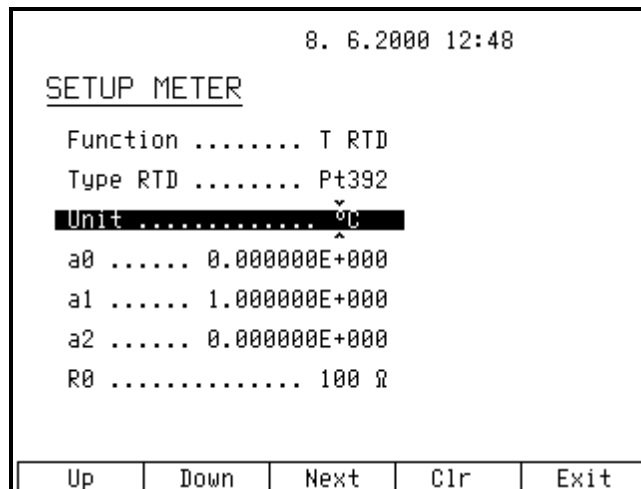 8. 6.2000 12:48
SETUP METER
Function ........ T RTD
Type RTD ........ Pt392
Unit ............. ºC
a0 ...... 0.000000E+000
a1 ...... 1.000000E+000
a2 ...... 0.000000E+000
R0 .............. 100 Ω
Up Down Next Clr Exit